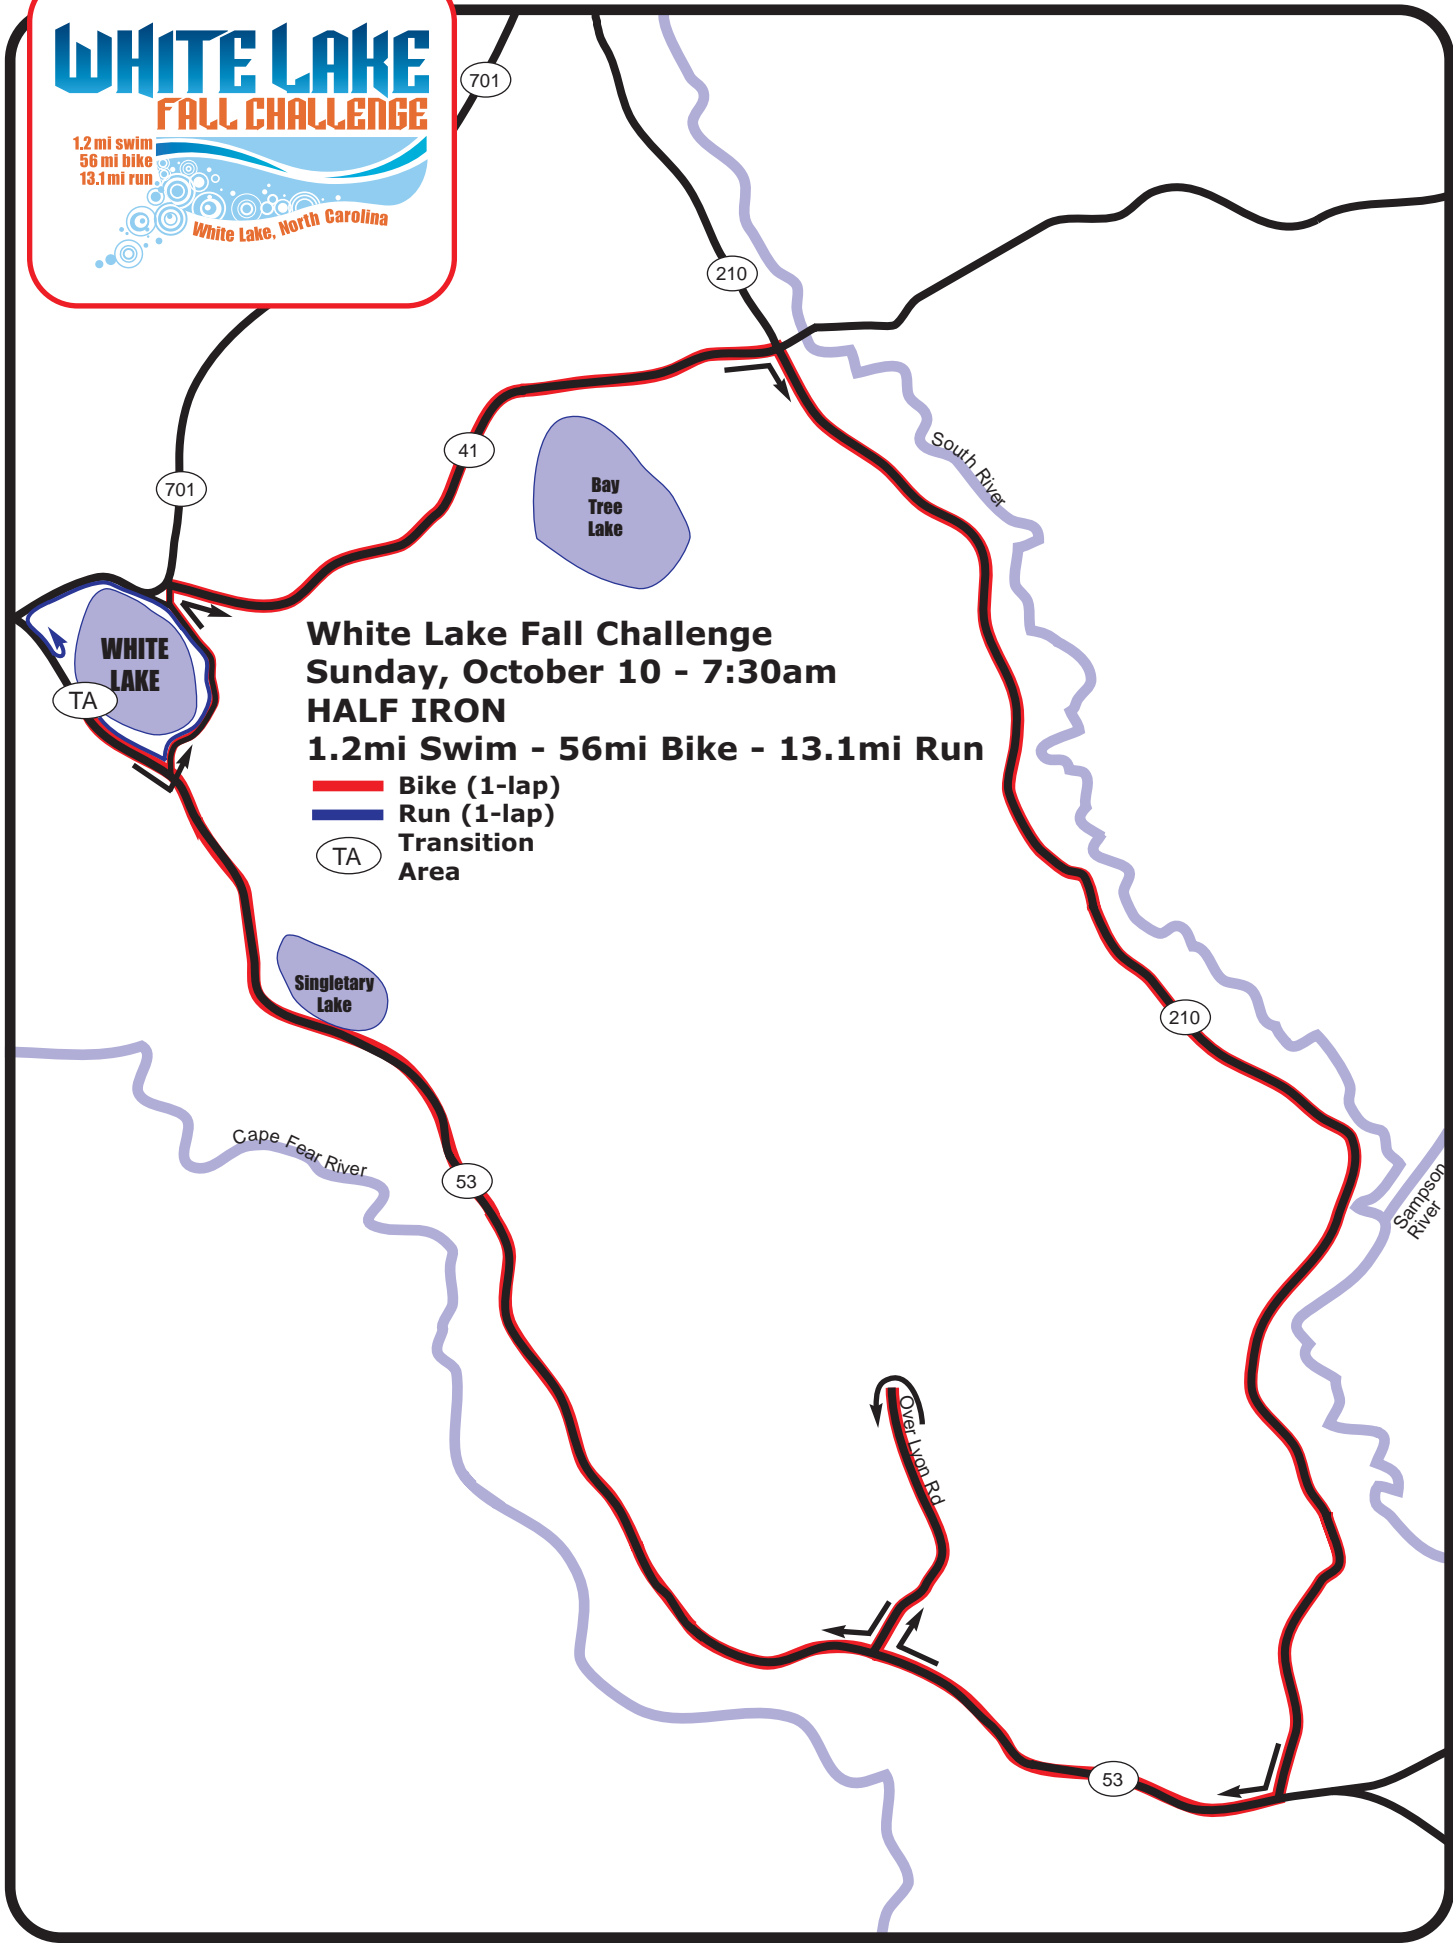 WHITE LAKE
FALL CHALLENGE
1.2 mi swim
56 mi bike
13.1 mi run
White Lake, North Carolina
701
210
41
701
South River
Bay
Tree
Lake
WHITE
LAKE
TA
White Lake Fall Challenge
Sunday, October 10 - 7:30am
HALF IRON
1.2mi Swim - 56mi Bike - 13.1mi Run
Bike (1-lap)
Run (1-lap)
TA
Transition
Area
Singletary
Lake
210
Cape Fear River
53
Sampson
River
Over Lyon Rd
53